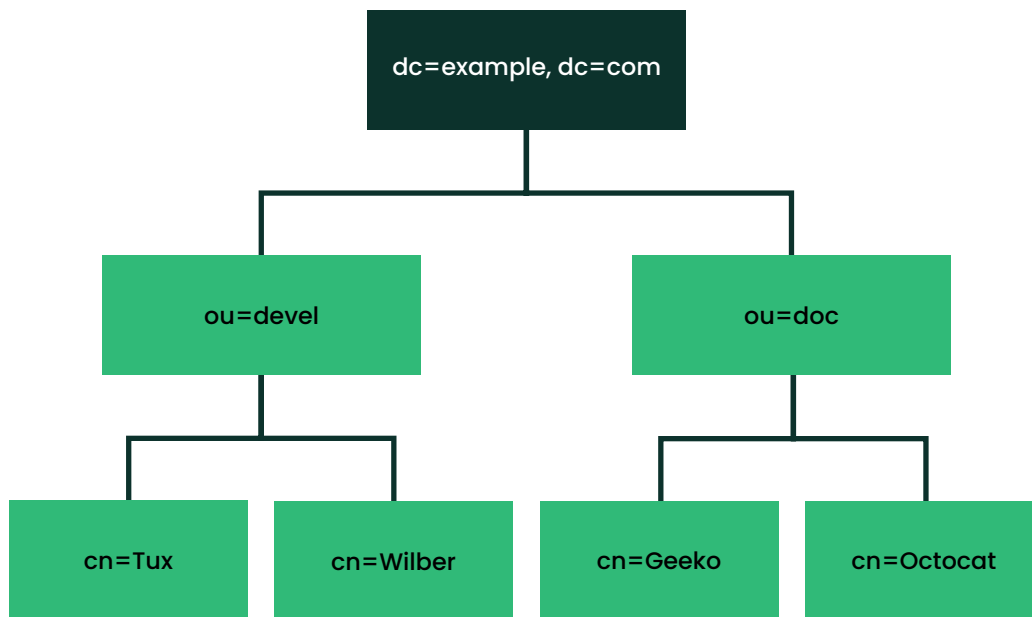 dc=example, dc=com
ou=devel
ou=doc
cn=Tux
cn=Wilber
cn=Geeko
cn=Octocat